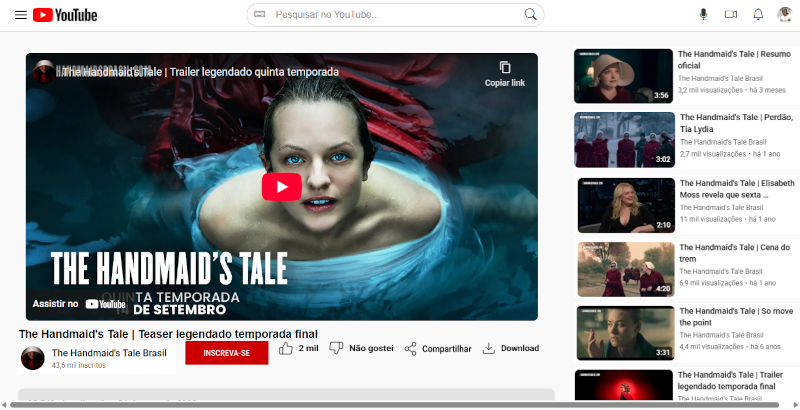 YouTube
Pesquisar no YouTube...
The Handmaid's Tale | Trailer legendado quinta temporada
Copiar link
THE HANDMAID'S TALE
QUINTA TEMPORADA
14 DE SETEMBRO
Assistir no YouTube
The Handmaid's Tale | Teaser legendado temporada final
The Handmaid's Tale Brasil
43,6 mil inscritos
INSCREVA-SE
2 mil
Não gostei
Compartilhar
Download
The Handmaid's Tale | Resumo
oficial
The Handmaid's Tale Brasil
3,2 mil visualizações • há 3 meses
3:56
The Handmaid's Tale | Perdão,
Tia Lydia
The Handmaid's Tale Brasil
2,7 mil visualizações • há 1 ano
3:02
The Handmaid's Tale | Elisabeth
Moss revela que sexta ...
The Handmaid's Tale Brasil
11 mil visualizações • há 1 ano
2:10
The Handmaid's Tale | Cena do
trem
The Handmaid's Tale Brasil
6,9 mil visualizações • há 1 ano
4:20
The Handmaid's Tale | So move
the point
The Handmaid's Tale Brasil
4,4 mil visualizações • há 6 anos
3:31
The Handmaid's Tale | Trailer
legendado temporada final
The Handmaid's Tale Brasil